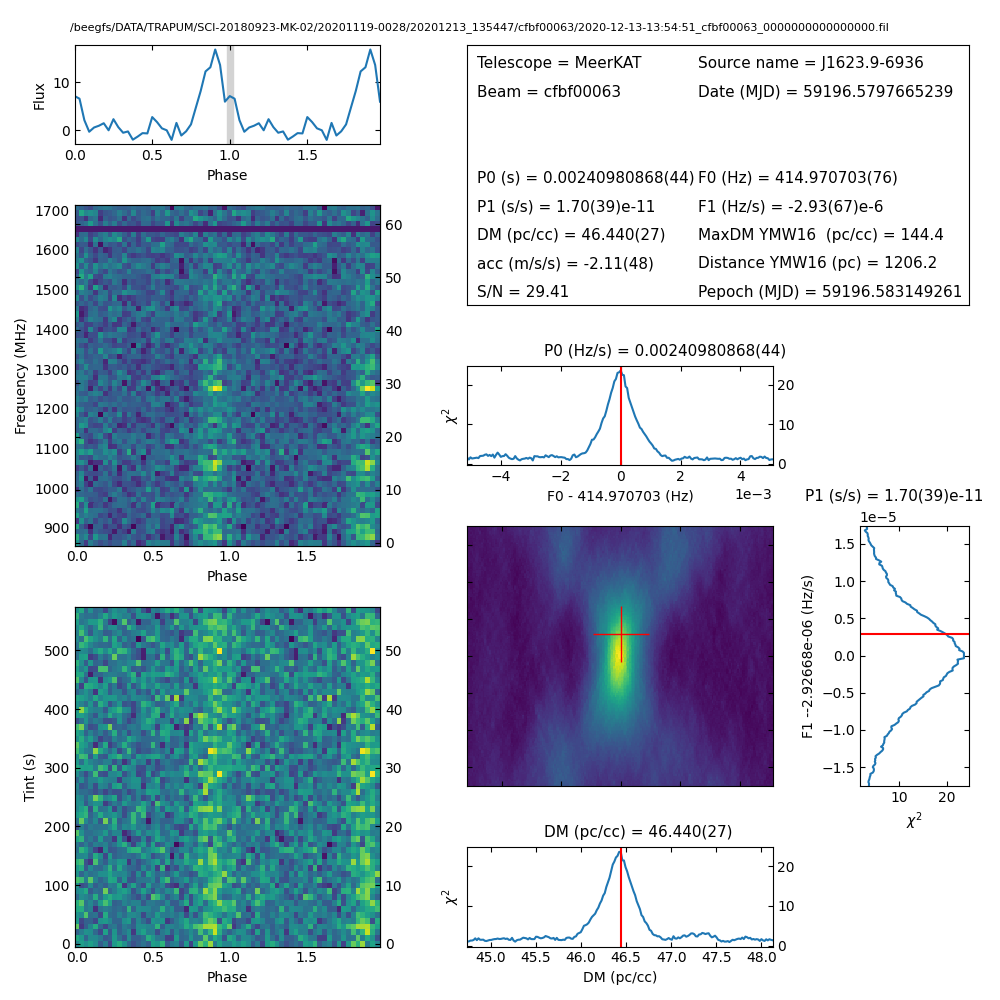 /beegfs/DATA/TRAPUM/SCI-20180923-MK-02/20201119-0028/20201213_135447/cfbf00063/2020-12-13-13:54:51_cfbf00063_0000000000000000.fil
Telescope = MeerKAT
Source name = J1623.9-6936
Beam = cfbf00063
Date (MJD) = 59196.5797665239
P0 (s) = 0.00240980868(44)
F0 (Hz) = 414.970703(76)
P1 (s/s) = 1.70(39)e-11
F1 (Hz/s) = -2.93(67)e-6
DM (pc/cc) = 46.440(27)
MaxDM YMW16  (pc/cc) = 144.4
acc (m/s/s) = -2.11(48)
Distance YMW16 (pc) = 1206.2
S/N = 29.41
Pepoch (MJD) = 59196.583149261
Flux
10
0
0.0 0.5 1.0 1.5
Phase
Frequency (MHz)
1700
1600
1500
1400
1300
1200
1100
1000
900
60
50
40
30
20
10
0
0.0 0.5 1.0 1.5
Phase
Tint (s)
500
400
300
200
100
0
50
40
30
20
10
0
0.0 0.5 1.0 1.5
Phase
P0 (Hz/s) = 0.00240980868(44)
χ²
20
10
0
−4 −2 0 2 4
F0 - 414.970703 (Hz)
1e−3
P1 (s/s) = 1.70(39)e-11
1e−5
F1 --2.92668e-06 (Hz/s)
1.5
1.0
0.5
0.0
−0.5
−1.0
−1.5
10 20
χ²
DM (pc/cc) = 46.440(27)
χ²
20
10
0
45.0 45.5 46.0 46.5 47.0 47.5 48.0
DM (pc/cc)